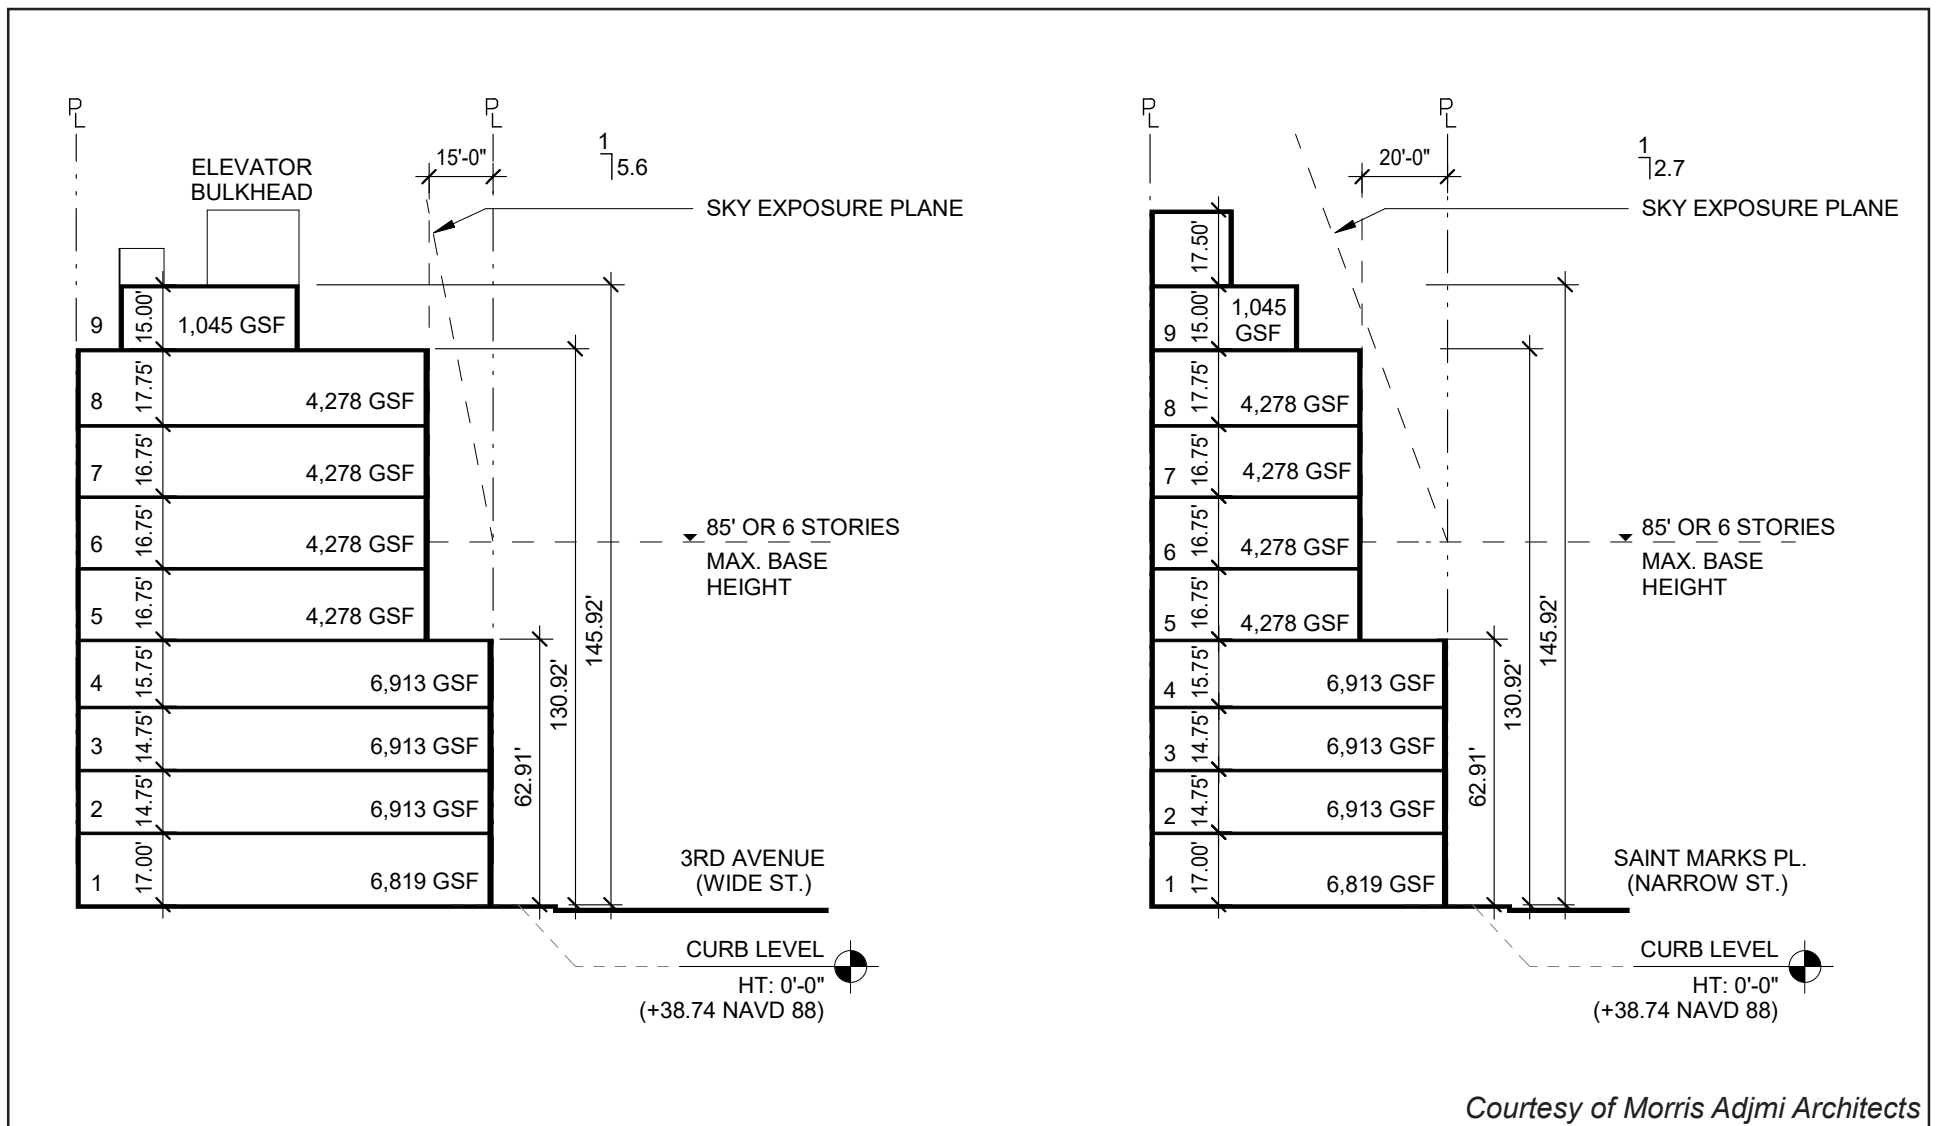 PL
PL
15'-0"
1
5.6
ELEVATOR
BULKHEAD
SKY EXPOSURE PLANE
9
15.00'
1,045 GSF
8
17.75'
4,278 GSF
7
16.75'
4,278 GSF
6
16.75'
4,278 GSF
5
16.75'
4,278 GSF
4
15.75'
6,913 GSF
3
14.75'
6,913 GSF
2
14.75'
6,913 GSF
1
17.00'
6,819 GSF
85' OR 6 STORIES
MAX. BASE
HEIGHT
62.91'
130.92'
145.92'
3RD AVENUE
(WIDE ST.)
CURB LEVEL
HT: 0'-0"
(+38.74 NAVD 88)
PL
PL
20'-0"
1
2.7
SKY EXPOSURE PLANE
17.50'
9
15.00'
1,045
GSF
8
17.75'
4,278 GSF
7
16.75'
4,278 GSF
6
16.75'
4,278 GSF
5
16.75'
4,278 GSF
4
15.75'
6,913 GSF
3
14.75'
6,913 GSF
2
14.75'
6,913 GSF
1
17.00'
6,819 GSF
85' OR 6 STORIES
MAX. BASE
HEIGHT
62.91'
130.92'
145.92'
SAINT MARKS PL.
(NARROW ST.)
CURB LEVEL
HT: 0'-0"
(+38.74 NAVD 88)
Courtesy of Morris Adjmi Architects